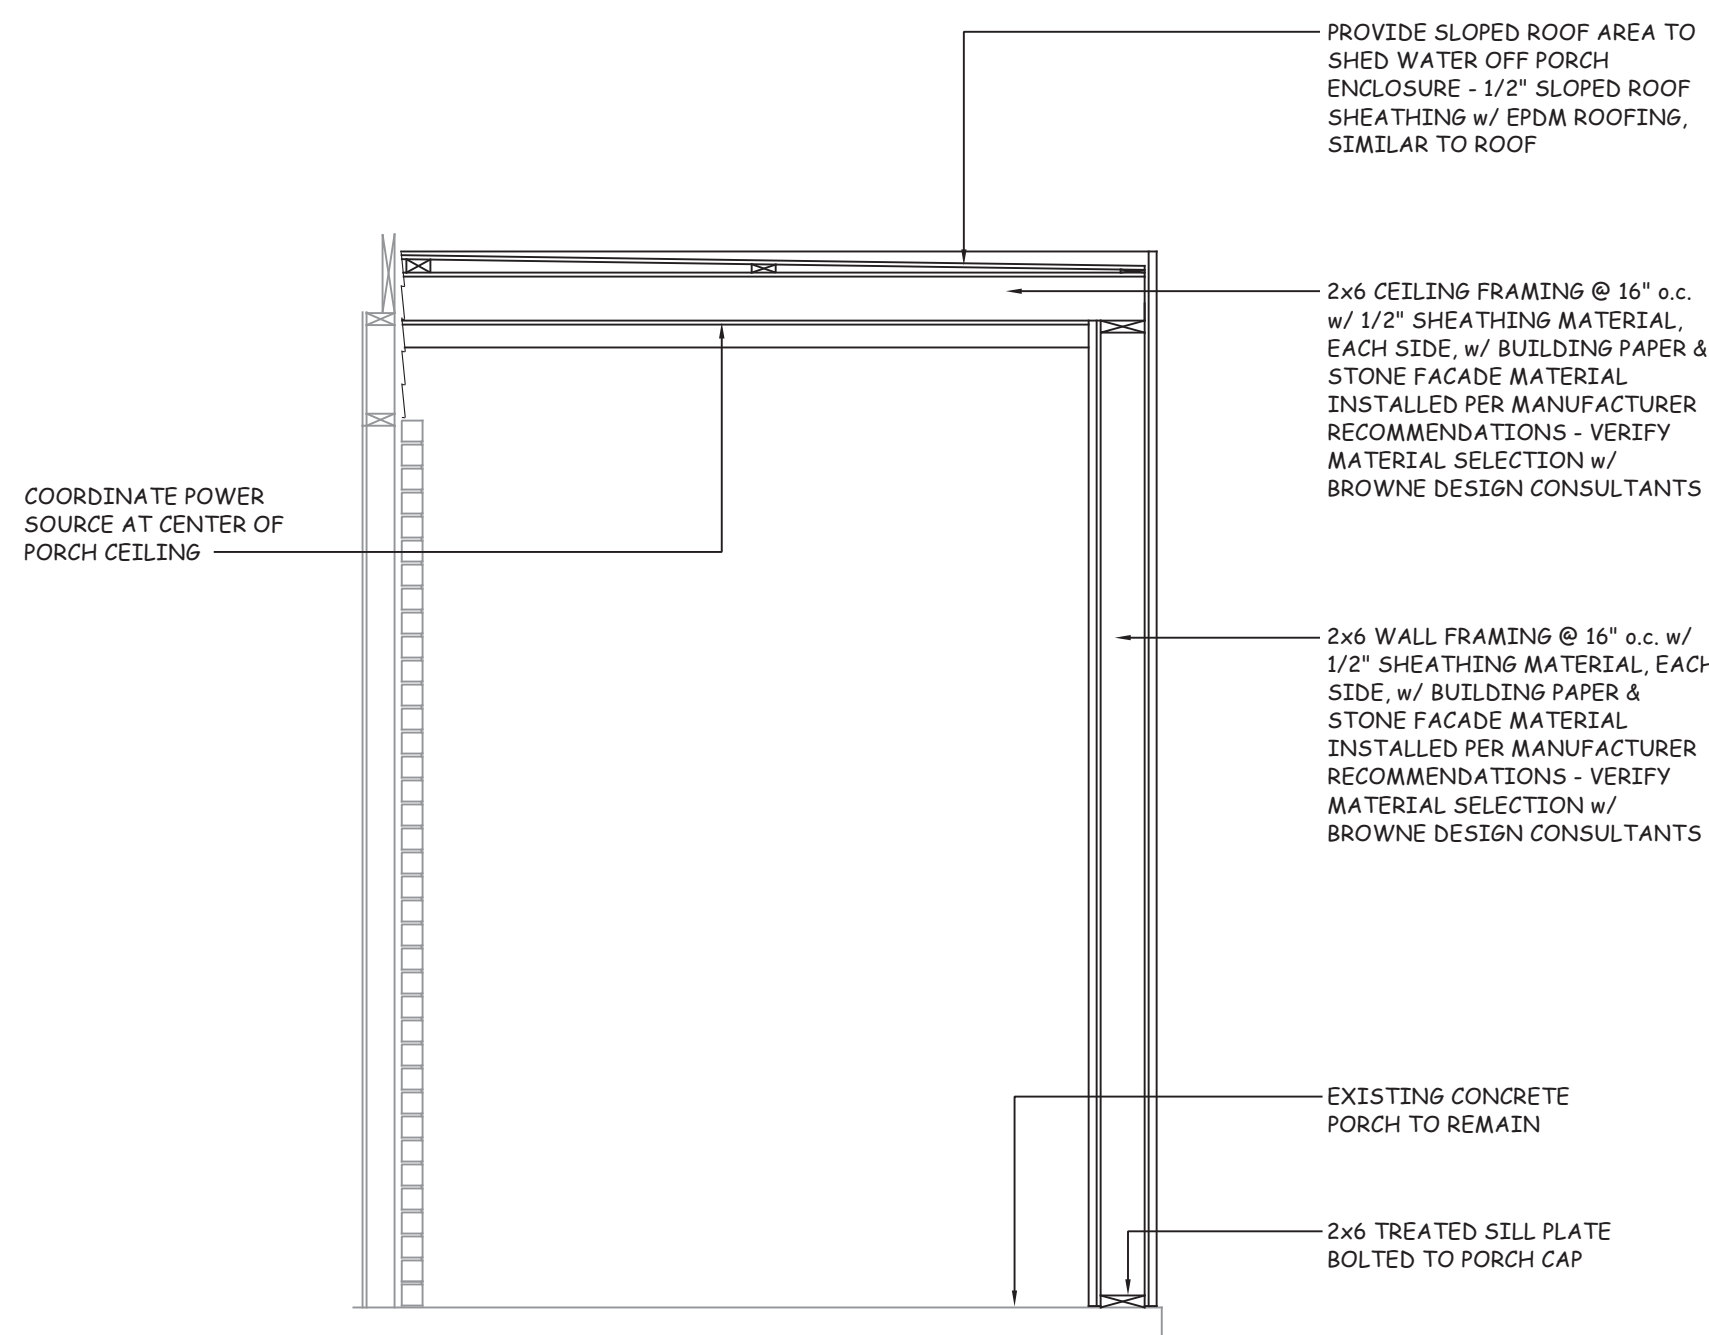 PROVIDE SLOPED ROOF AREA TO
SHED WATER OFF PORCH
ENCLOSURE - 1/2" SLOPED ROOF
SHEATHING w/ EPDM ROOFING,
SIMILAR TO ROOF
2x6 CEILING FRAMING @ 16" o.c.
w/ 1/2" SHEATHING MATERIAL,
EACH SIDE, w/ BUILDING PAPER &
STONE FACADE MATERIAL
INSTALLED PER MANUFACTURER
RECOMMENDATIONS - VERIFY
MATERIAL SELECTION w/
BROWNE DESIGN CONSULTANTS
COORDINATE POWER
SOURCE AT CENTER OF
PORCH CEILING
2x6 WALL FRAMING @ 16" o.c. w/
1/2" SHEATHING MATERIAL, EACH
SIDE, w/ BUILDING PAPER &
STONE FACADE MATERIAL
INSTALLED PER MANUFACTURER
RECOMMENDATIONS - VERIFY
MATERIAL SELECTION w/
BROWNE DESIGN CONSULTANTS
EXISTING CONCRETE
PORCH TO REMAIN
2x6 TREATED SILL PLATE
BOLTED TO PORCH CAP